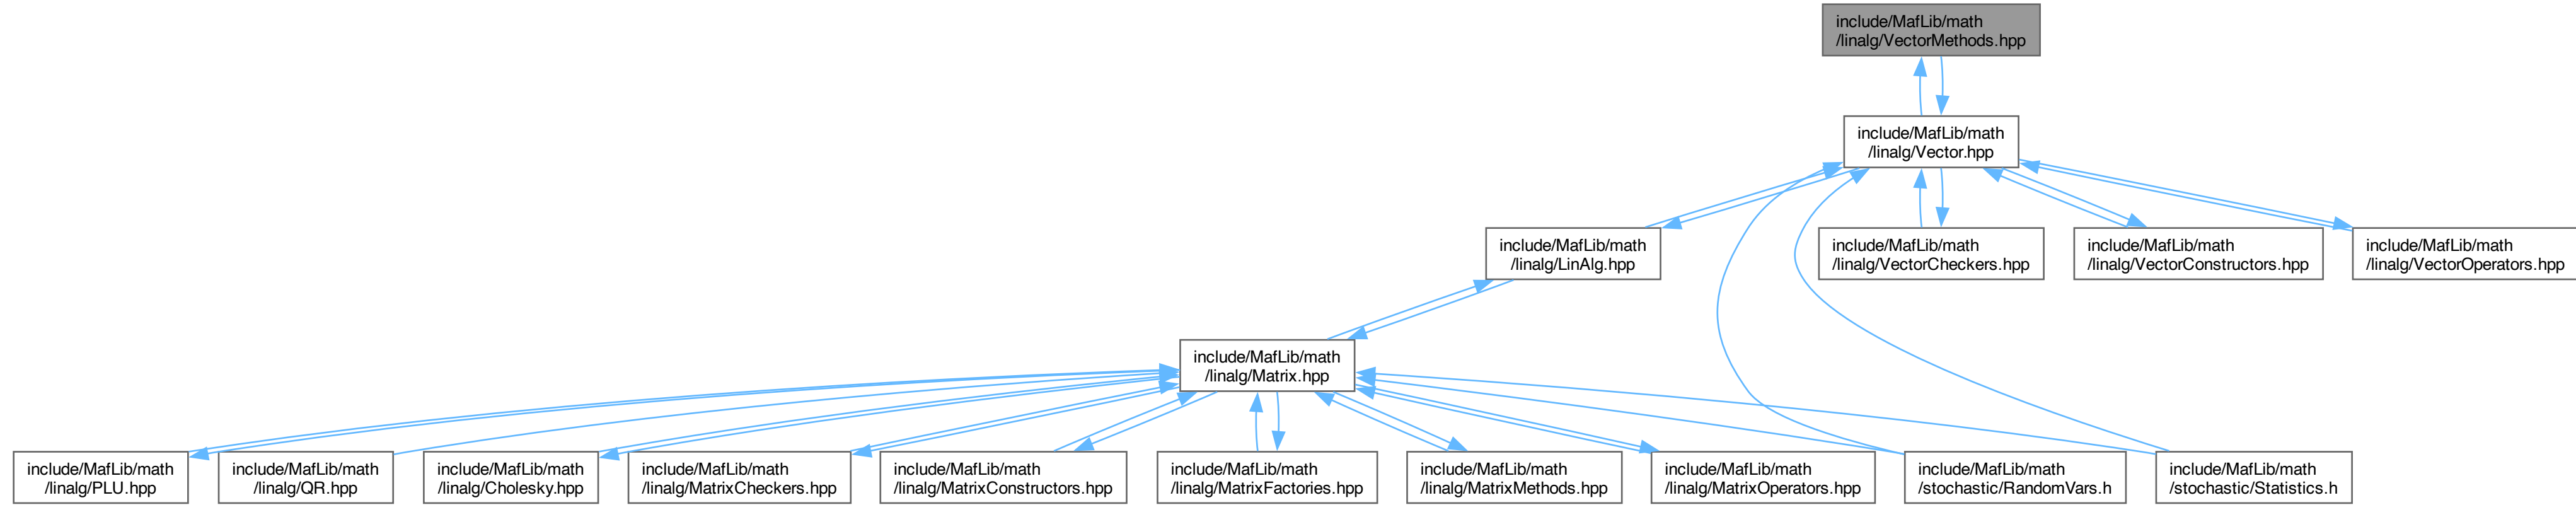 include/MafLib/math
/linalg/VectorMethods.hpp
include/MafLib/math
/linalg/Vector.hpp
include/MafLib/math
/linalg/LinAlg.hpp
include/MafLib/math
/linalg/VectorCheckers.hpp
include/MafLib/math
/linalg/VectorConstructors.hpp
include/MafLib/math
/linalg/VectorOperators.hpp
include/MafLib/math
/linalg/Matrix.hpp
include/MafLib/math
/linalg/PLU.hpp
include/MafLib/math
/linalg/QR.hpp
include/MafLib/math
/linalg/Cholesky.hpp
include/MafLib/math
/linalg/MatrixCheckers.hpp
include/MafLib/math
/linalg/MatrixConstructors.hpp
include/MafLib/math
/linalg/MatrixFactories.hpp
include/MafLib/math
/linalg/MatrixMethods.hpp
include/MafLib/math
/linalg/MatrixOperators.hpp
include/MafLib/math
/stochastic/RandomVars.h
include/MafLib/math
/stochastic/Statistics.h